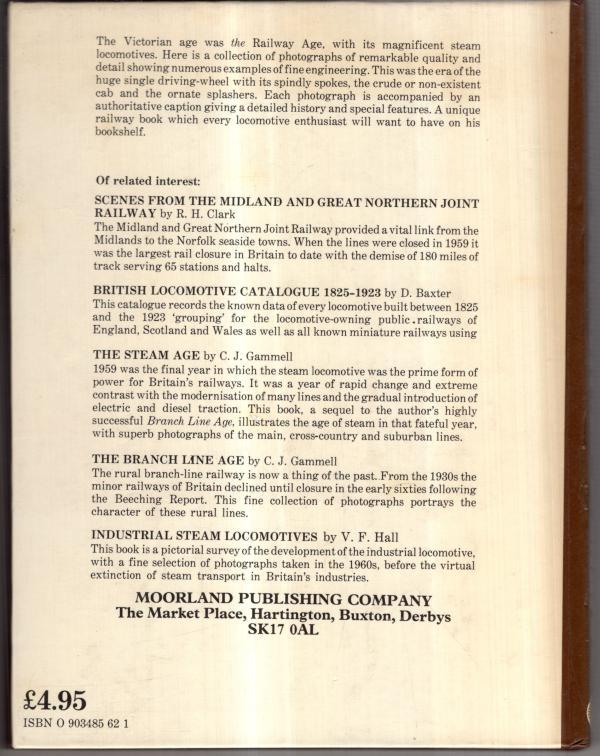 The Victorian age was the Railway Age, with its magnificent steam
locomotives. Here is a collection of photographs of remarkable quality and
detail showing numerous examples of fine engineering. This was the era of the
huge single driving-wheel with its spindly spokes, the crude or non-existent
cab and the ornate splashers. Each photograph is accompanied by an
authoritative caption giving a detailed history and special features. A unique
railway book which every locomotive enthusiast will want to have on his
bookshelf.
Of related interest:
SCENES FROM THE MIDLAND AND GREAT NORTHERN JOINT
RAILWAY by R. H. Clark
The Midland and Great Northern Joint Railway provided a vital link from the
Midlands to the Norfolk seaside towns. When the lines were closed in 1959 it
was the largest rail closure in Britain to date with the demise of 180 miles of
track serving 65 stations and halts.
BRITISH LOCOMOTIVE CATALOGUE 1825-1923 by D. Baxter
This catalogue records the known data of every locomotive built between 1825
and the 1923 'grouping' for the locomotive-owning public railways of
England, Scotland and Wales as well as all known miniature railways using
THE STEAM AGE by C. J. Gammell
1959 was the final year in which the steam locomotive was the prime form of
power for Britain's railways. It was a year of rapid change and extreme
contrast with the modernisation of many lines and the gradual introduction of
electric and diesel traction. This book, a sequel to the author's highly
successful Branch Line Age, illustrates the age of steam in that fateful year,
with superb photographs of the main, cross-country and suburban lines.
THE BRANCH LINE AGE by C. J. Gammell
The rural branch-line railway is now a thing of the past. From the 1930s the
minor railways of Britain declined until closure in the early sixties following
the Beeching Report. This fine collection of photographs portrays the
character of these rural lines.
INDUSTRIAL STEAM LOCOMOTIVES by V. F. Hall
This book is a pictorial survey of the development of the industrial locomotive,
with a fine selection of photographs taken in the 1960s, before the virtual
extinction of steam transport in Britain's industries.
MOORLAND PUBLISHING COMPANY
The Market Place, Hartington, Buxton, Derbys
SK17 0AL
£4.95
ISBN O 903485 62 1